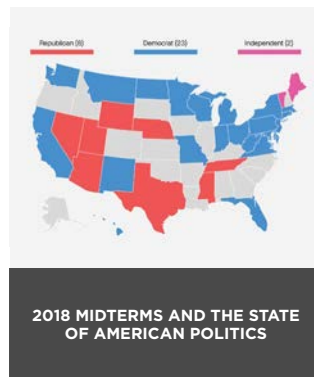 Republican (8)
Democrat (23)
Independent (2)
2018 MIDTERMS AND THE STATE
OF AMERICAN POLITICS